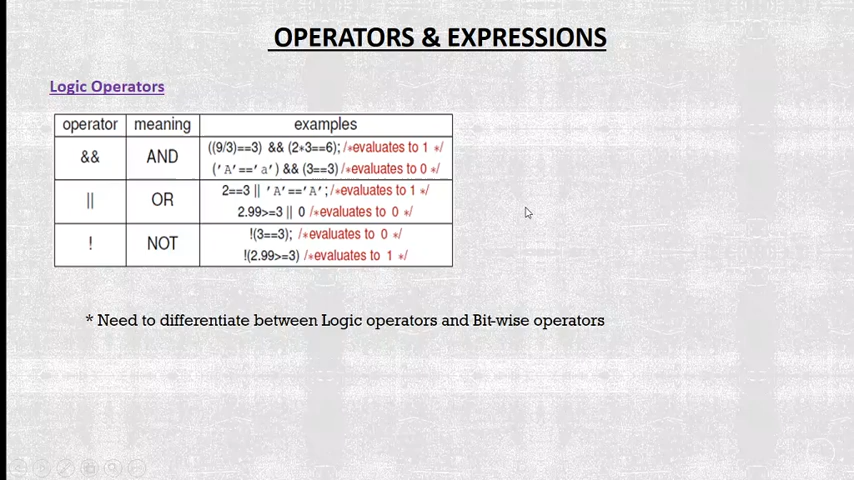 OPERATORS & EXPRESSIONS
Logic Operators
operator meaning examples
&& AND ((9/3)==3) && (2*3==6); /*evaluates to 1 */
('A'=='a') && (3==3) /*evaluates to 0 */
|| OR 2==3 || 'A'=='A'; /*evaluates to 1 */
2.99>=3 || 0 /*evaluates to 0 */
! NOT !(3==3); /*evaluates to 0 */
!(2.99>=3) /*evaluates to 1 */
* Need to differentiate between Logic operators and Bit-wise operators